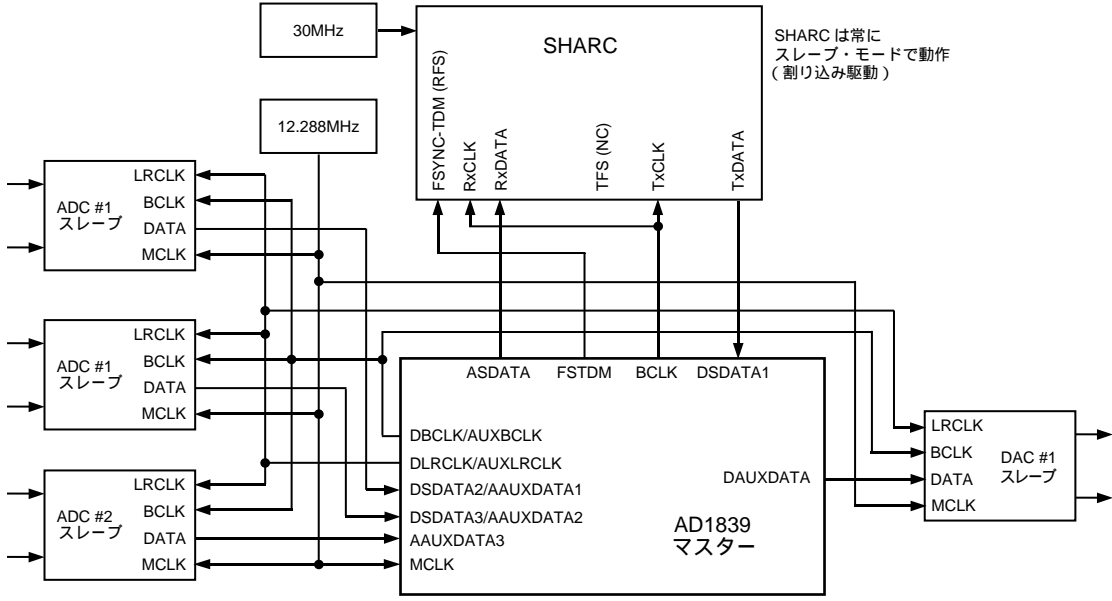 30MHz
SHARC
SHARC は常に
スレーブ・モードで動作
( 割り込み駆動 )
FSYNC-TDM (RFS)
RxCLK
RxDATA
TFS (NC)
TxCLK
TxDATA
12.288MHz
ADC #1
スレーブ
LRCLK
BCLK
DATA
MCLK
ADC #1
スレーブ
LRCLK
BCLK
DATA
MCLK
ADC #2
スレーブ
LRCLK
BCLK
DATA
MCLK
ASDATA
FSTDM
BCLK
DSDATA1
DBCLK/AUXBCLK
DLRCLK/AUXLRCLK
DSDATA2/AAUXDATA1
DSDATA3/AAUXDATA2
AAUXDATA3
MCLK
DAUXDATA
AD1839
マスター
LRCLK
BCLK
DATA
MCLK
DAC #1
スレーブ